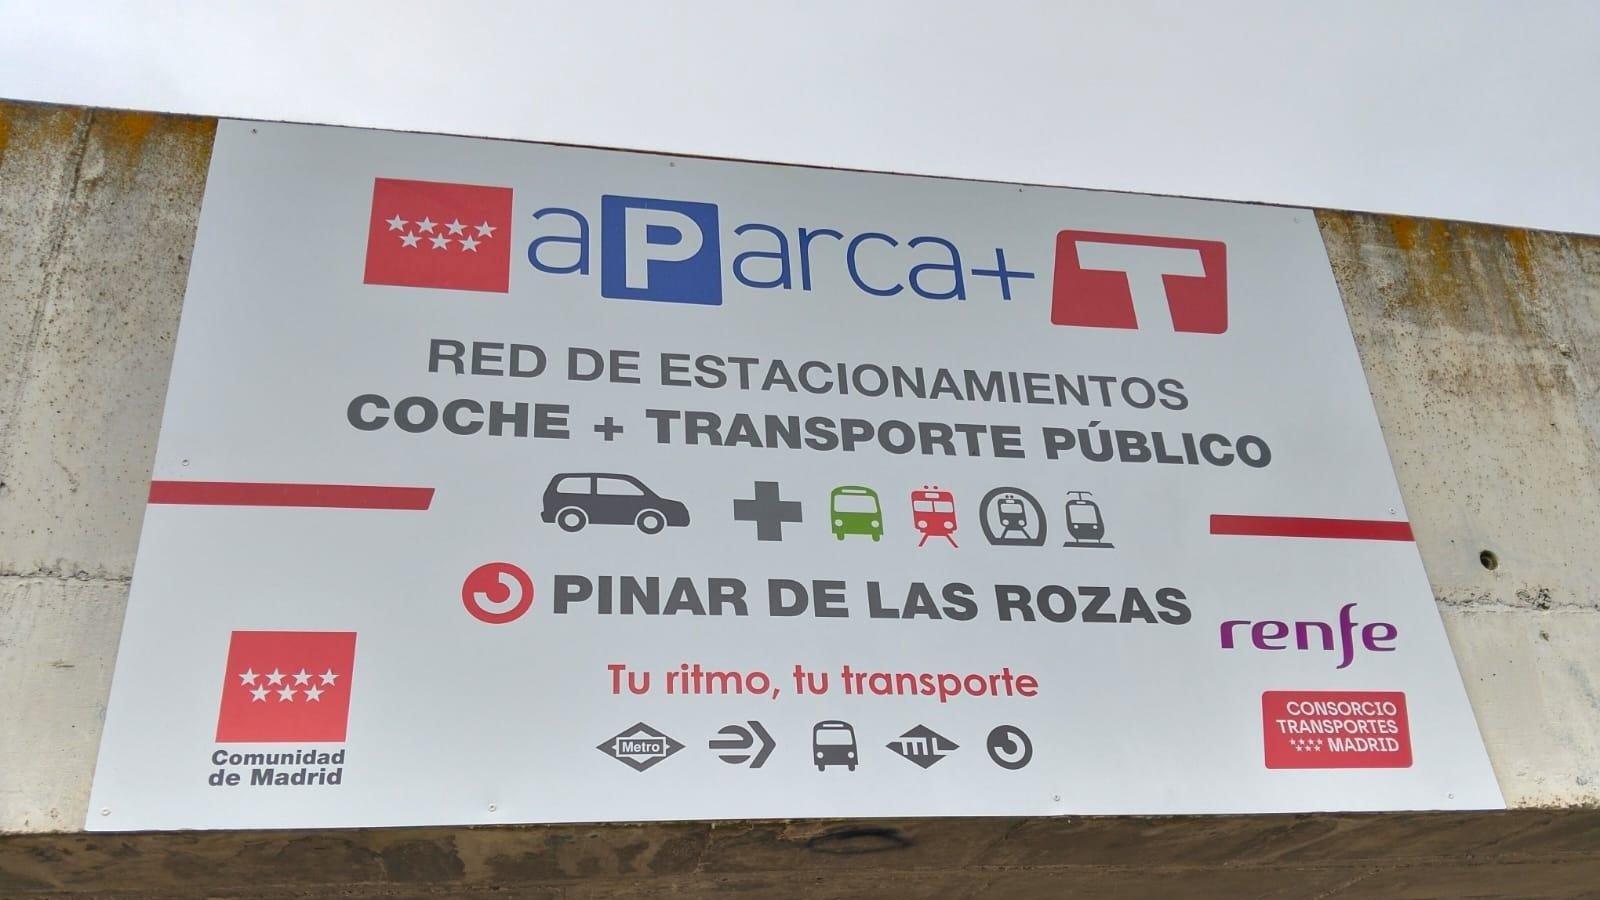 aParca+T
RED DE ESTACIONAMIENTOS
COCHE + TRANSPORTE PÚBLICO
PINAR DE LAS ROZAS
renfe
Tu ritmo, tu transporte
Metro
ML
Comunidad
de Madrid
CONSORCIO
TRANSPORTES
MADRID